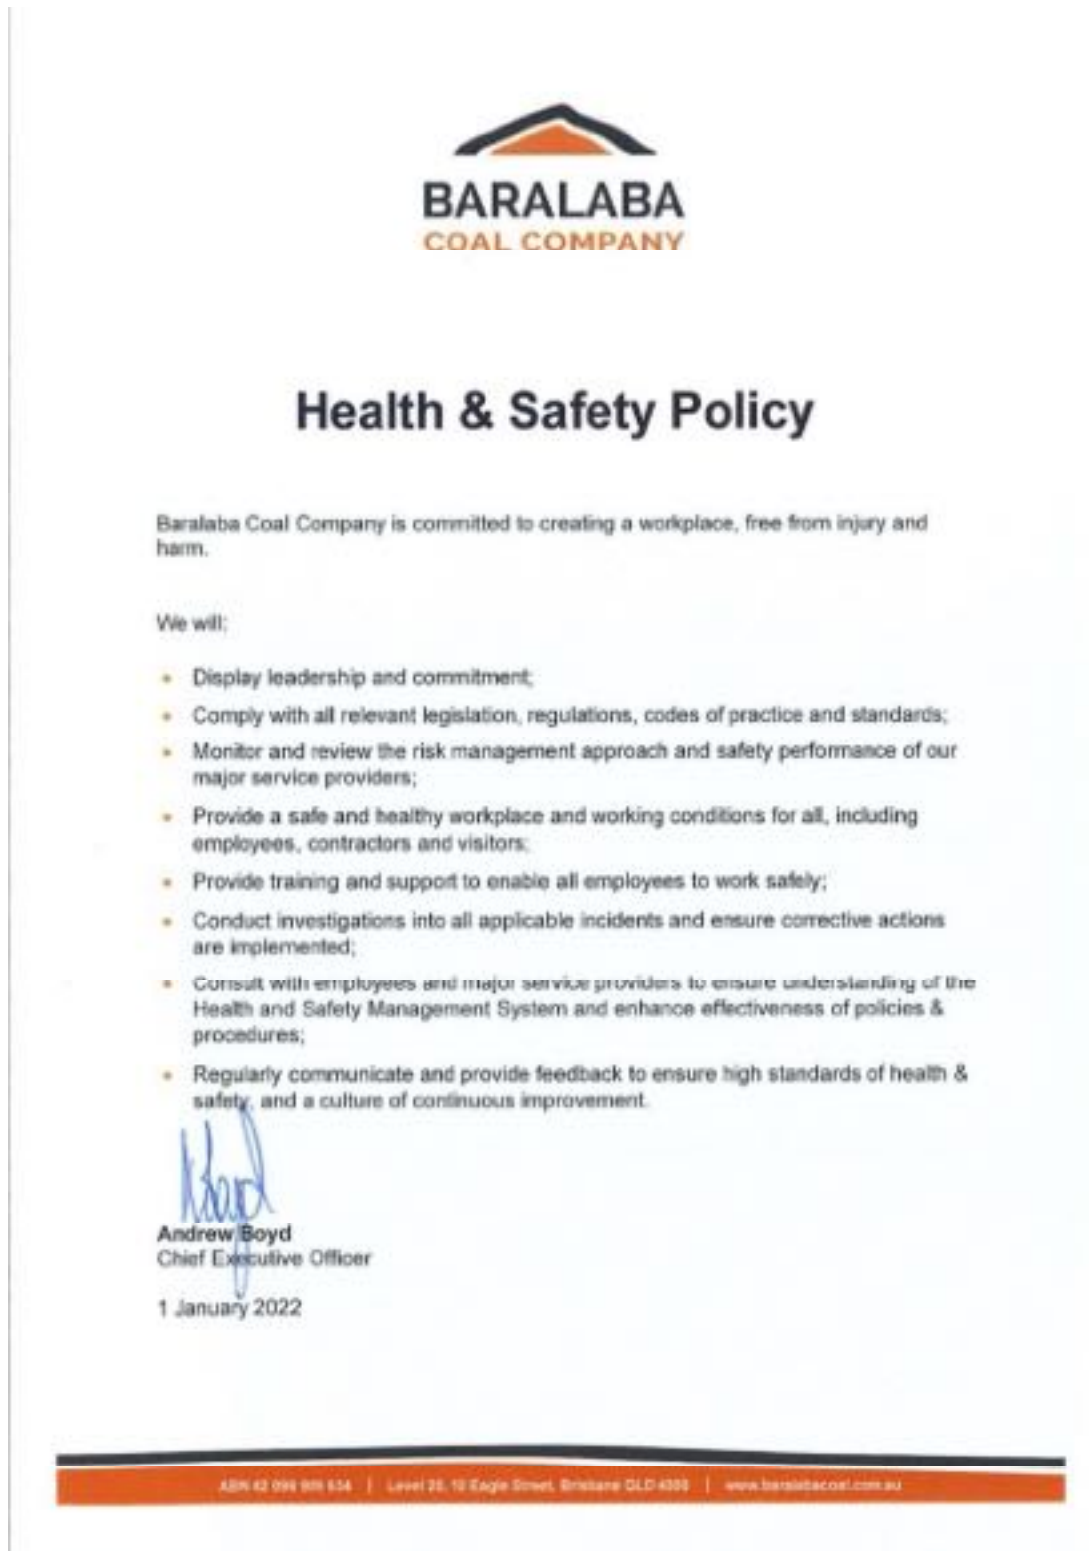 BARALABA
COAL COMPANY
Health & Safety Policy
Baralaba Coal Company is committed to creating a workplace, free from injury and
harm.
We will;
Display leadership and commitment;
Comply with all relevant legislation, regulations, codes of practice and standards;
Monitor and review the risk management approach and safety performance of our
major service providers;
Provide a safe and healthy workplace and working conditions for all, including
employees, contractors and visitors;
Provide training and support to enable all employees to work safely;
Conduct investigations into all applicable incidents and ensure corrective actions
are implemented;
Consult with employees and major service providers to ensure understanding of the
Health and Safety Management System and enhance effectiveness of policies &
procedures;
Regularly communicate and provide feedback to ensure high standards of health &
safety, and a culture of continuous improvement.
Andrew Boyd
Chief Executive Officer
1 January 2022
ABN | Level 20, 10 Eagle Street, Brisbane QLD 4000 | www.baralabacoal.com.au